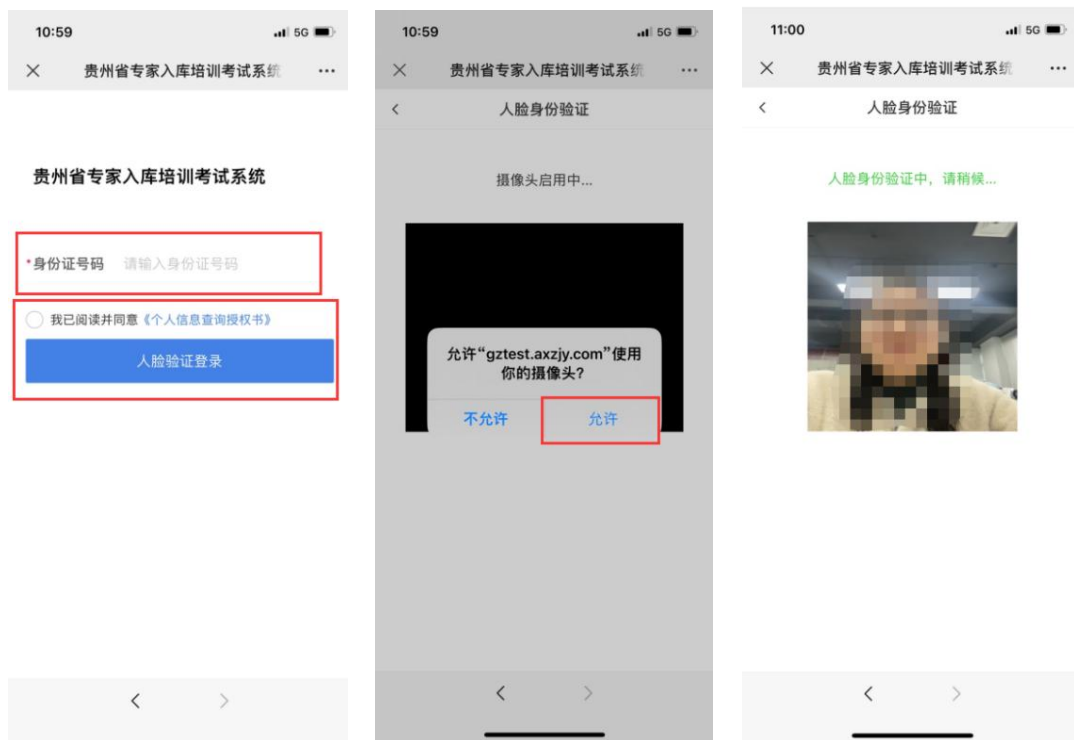 10:59
5G
贵州省专家入库培训考试系统
贵州省专家入库培训考试系统
*身份证号码 请输入身份证号码
我已阅读并同意《个人信息查询授权书》
人脸验证登录
10:59
5G
贵州省专家入库培训考试系统
人脸身份验证
摄像头启用中...
允许“gztest.axzjy.com”使用
你的摄像头?
不允许 允许
11:00
5G
贵州省专家入库培训考试系统
人脸身份验证
人脸身份验证中，请稍候...